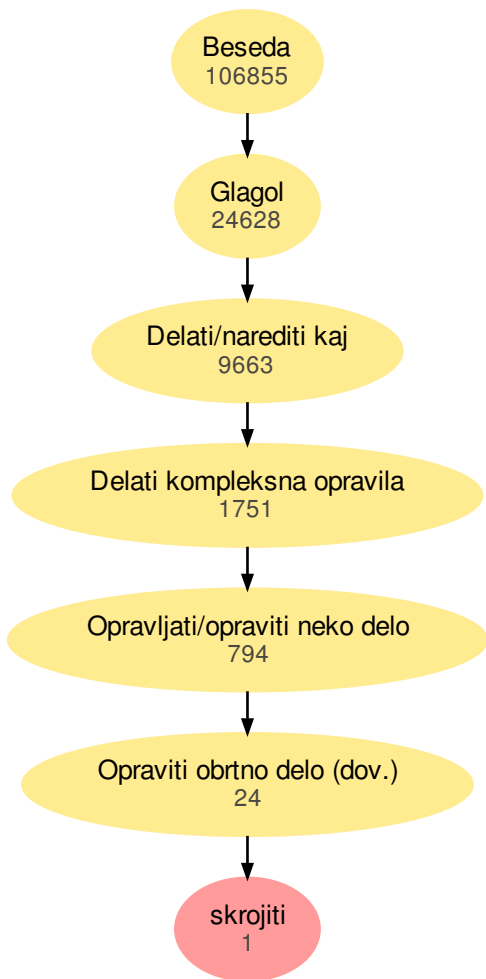 Beseda
106855
Glagol
24628
Delati/narediti kaj
9663
Delati kompleksna opravila
1751
Opravljati/opraviti neko delo
794
Opraviti obrtno delo (dov.)
24
skrojiti
1